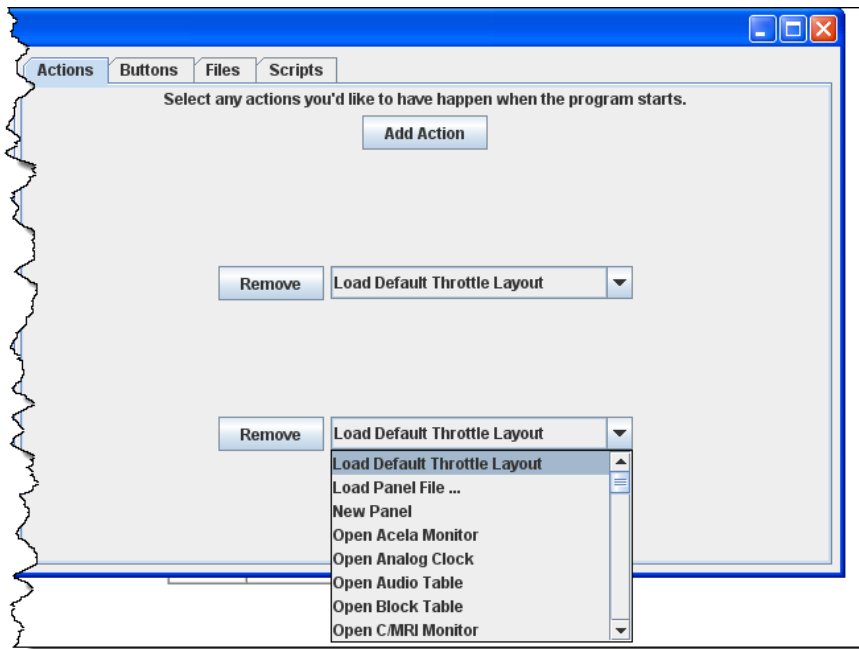 Actions Buttons Files Scripts
Select any actions you'd like to have happen when the program starts.
Add Action
Remove Load Default Throttle Layout
Remove Load Default Throttle Layout
Load Default Throttle Layout
Load Panel File ...
New Panel
Open Acela Monitor
Open Analog Clock
Open Audio Table
Open Block Table
Open C/MRI Monitor